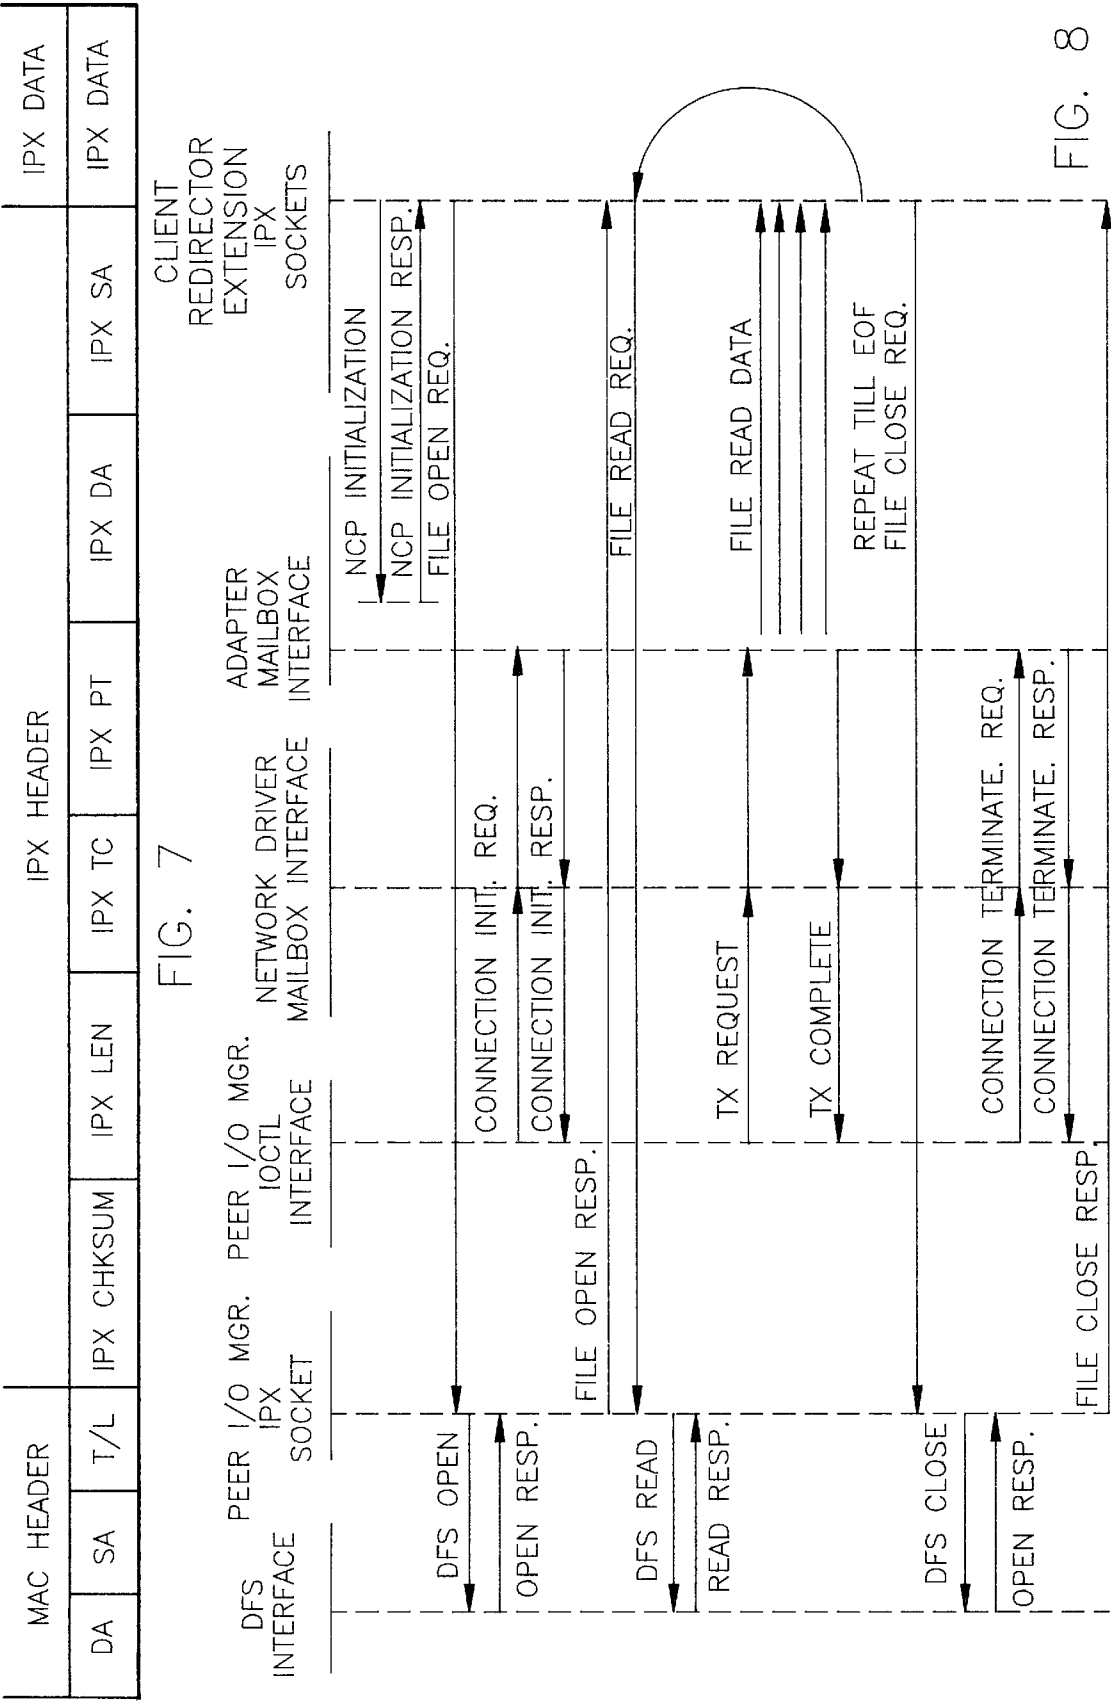 MAC HEADER
IPX HEADER
IPX DATA
DA
SA
T/L
IPX CHKSUM
IPX LEN
IPX TC
IPX PT
IPX DA
IPX SA
IPX DATA
FIG. 7
DFS
INTERFACE
PEER I/O MGR.
IPX
SOCKET
PEER I/O MGR.
IOCTL
INTERFACE
NETWORK DRIVER
MAILBOX INTERFACE
ADAPTER
MAILBOX
INTERFACE
CLIENT
REDIRECTOR
EXTENSION
IPX
SOCKETS
NCP INITIALIZATION
NCP INITIALIZATION RESP.
FILE OPEN REQ.
DFS OPEN
OPEN RESP.
CONNECTION INIT. REQ.
CONNECTION INIT. RESP.
FILE OPEN RESP.
FILE READ REQ.
DFS READ
READ RESP.
TX REQUEST
FILE READ DATA
TX COMPLETE
REPEAT TILL EOF
FILE CLOSE REQ.
DFS CLOSE
OPEN RESP.
CONNECTION TERMINATE. REQ.
CONNECTION TERMINATE. RESP.
FILE CLOSE RESP.
FIG. 8